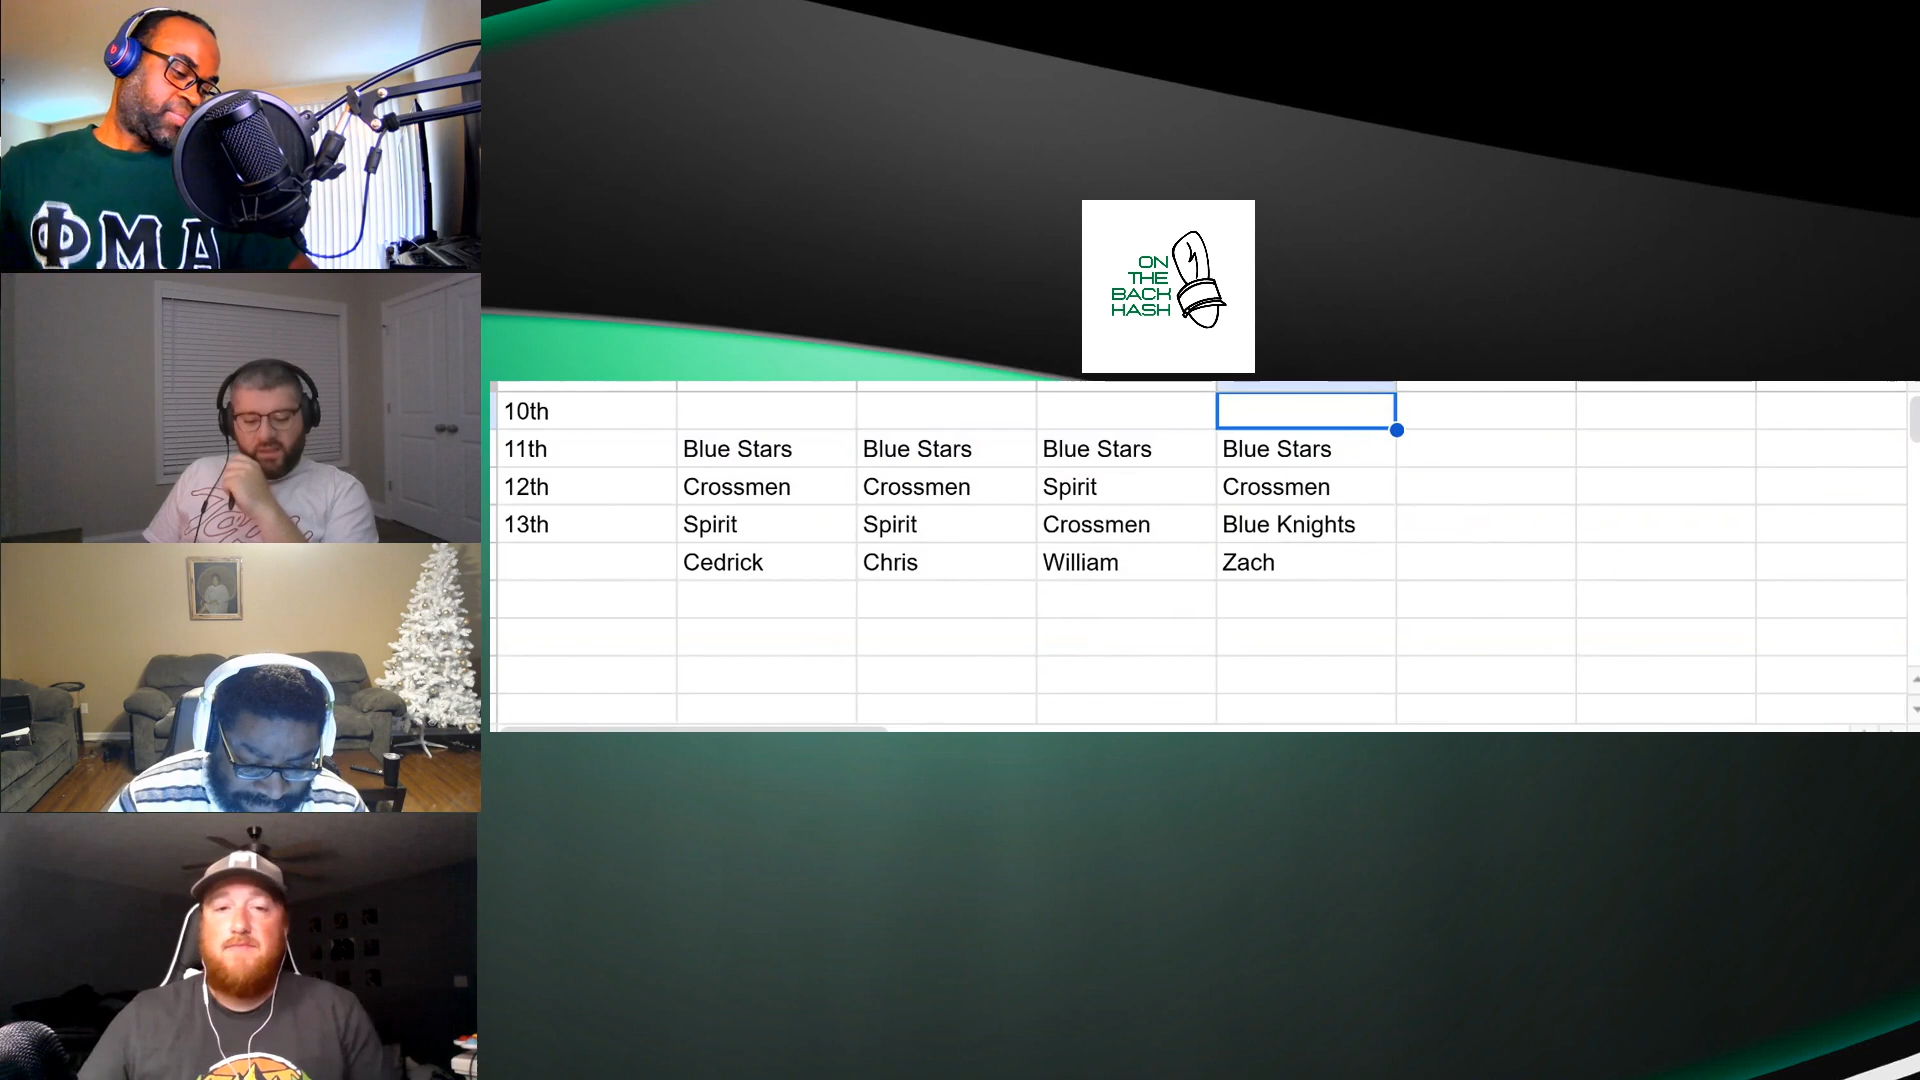 ΦΜΑ
ON
THE
BACK
HASH
10th
11th Blue Stars Blue Stars Blue Stars Blue Stars
12th Crossmen Crossmen Spirit Crossmen
13th Spirit Spirit Crossmen Blue Knights
Cedrick Chris William Zach